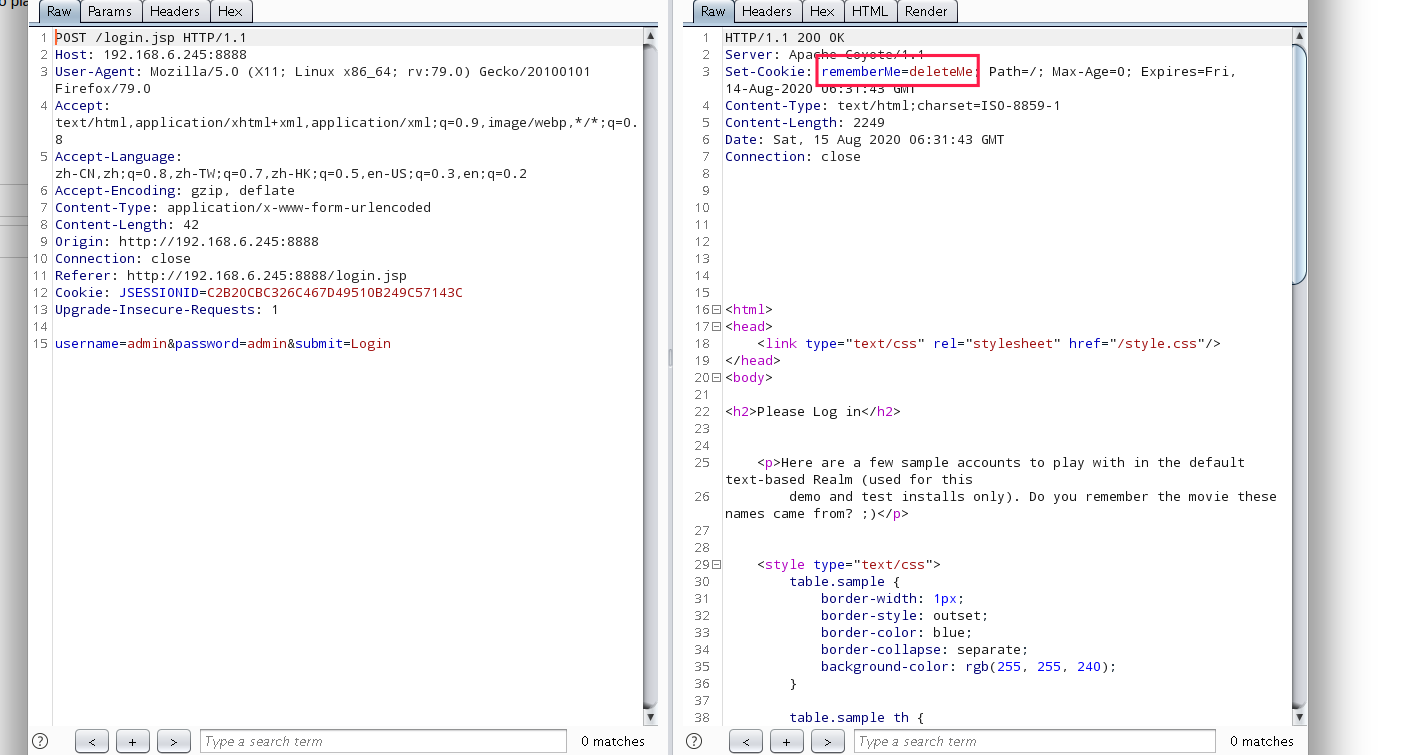 o pla
Raw Params Headers Hex
1 POST /login.jsp HTTP/1.1
2 Host: 192.168.6.245:8888
3 User-Agent: Mozilla/5.0 (X11; Linux x86_64; rv:79.0) Gecko/20100101
Firefox/79.0
4 Accept:
text/html,application/xhtml+xml,application/xml;q=0.9,image/webp,*/*;q=0.
8
5 Accept-Language:
zh-CN,zh;q=0.8,zh-TW;q=0.7,zh-HK;q=0.5,en-US;q=0.3,en;q=0.2
6 Accept-Encoding: gzip, deflate
7 Content-Type: application/x-www-form-urlencoded
8 Content-Length: 42
9 Origin: http://192.168.6.245:8888
10 Connection: close
11 Referer: http://192.168.6.245:8888/login.jsp
12 Cookie: JSESSIONID=C2B20CBC326C467D49510B249C57143C
13 Upgrade-Insecure-Requests: 1
14
15 username=admin&password=admin&submit=Login
? < + > Type a search term 0 matches
Raw Headers Hex HTML Render
1 HTTP/1.1 200 OK
2 Server: Apache-Coyote/1.1
3 Set-Cookie: rememberMe=deleteMe; Path=/; Max-Age=0; Expires=Fri,
14-Aug-2020 06:31:43 GMT
4 Content-Type: text/html;charset=ISO-8859-1
5 Content-Length: 2249
6 Date: Sat, 15 Aug 2020 06:31:43 GMT
7 Connection: close
8
9
10
11
12
13
14
15
16 <html>
17 <head>
18 <link type="text/css" rel="stylesheet" href="/style.css"/>
19 </head>
20 <body>
21
22 <h2>Please Log in</h2>
23
24
25 <p>Here are a few sample accounts to play with in the default
text-based Realm (used for this
26 demo and test installs only). Do you remember the movie these
names came from? ;)</p>
27
28
29 <style type="text/css">
30 table.sample {
31 border-width: 1px;
32 border-style: outset;
33 border-color: blue;
34 border-collapse: separate;
35 background-color: rgb(255, 255, 240);
36 }
37
38 table.sample th {
? < + > Type a search term 0 matches